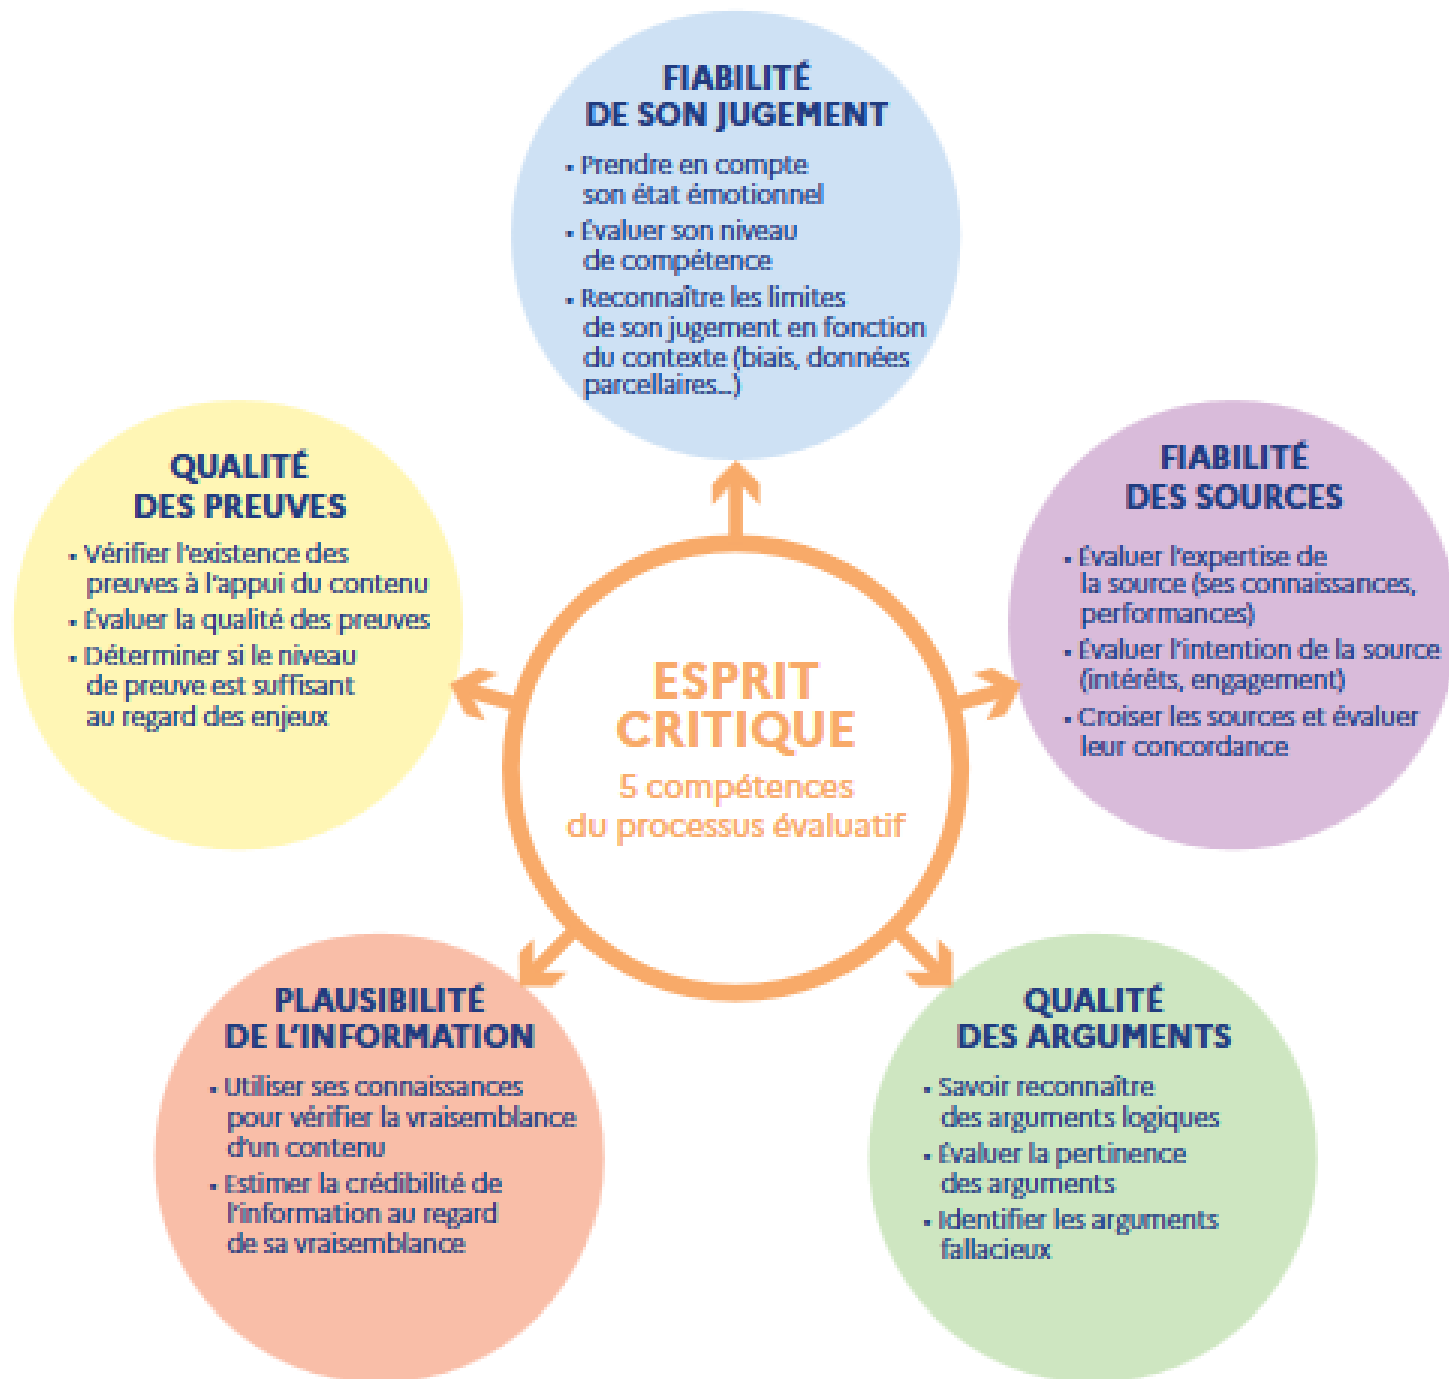 FIABILITÉ
DE SON JUGEMENT
▪ Prendre en compte
son état émotionnel
▪ Évaluer son niveau
de compétence
▪ Reconnaître les limites
de son jugement en fonction
du contexte (biais, données
parcellaires...)
QUALITÉ
DES PREUVES
▪ Vérifier l'existence des
preuves à l'appui du contenu
▪ Évaluer la qualité des preuves
▪ Déterminer si le niveau
de preuve est suffisant
au regard des enjeux
FIABILITÉ
DES SOURCES
▪ Évaluer l'expertise de
la source (ses connaissances,
performances)
▪ Évaluer l'intention de la source
(intérêts, engagement)
▪ Croiser les sources et évaluer
leur concordance
ESPRIT
CRITIQUE
5 compétences
du processus évaluatif
PLAUSIBILITÉ
DE L'INFORMATION
▪ Utiliser ses connaissances
pour vérifier la vraisemblance
d'un contenu
▪ Estimer la crédibilité de
l'information au regard
de sa vraisemblance
QUALITÉ
DES ARGUMENTS
▪ Savoir reconnaître
des arguments logiques
▪ Évaluer la pertinence
des arguments
▪ Identifier les arguments
fallacieux